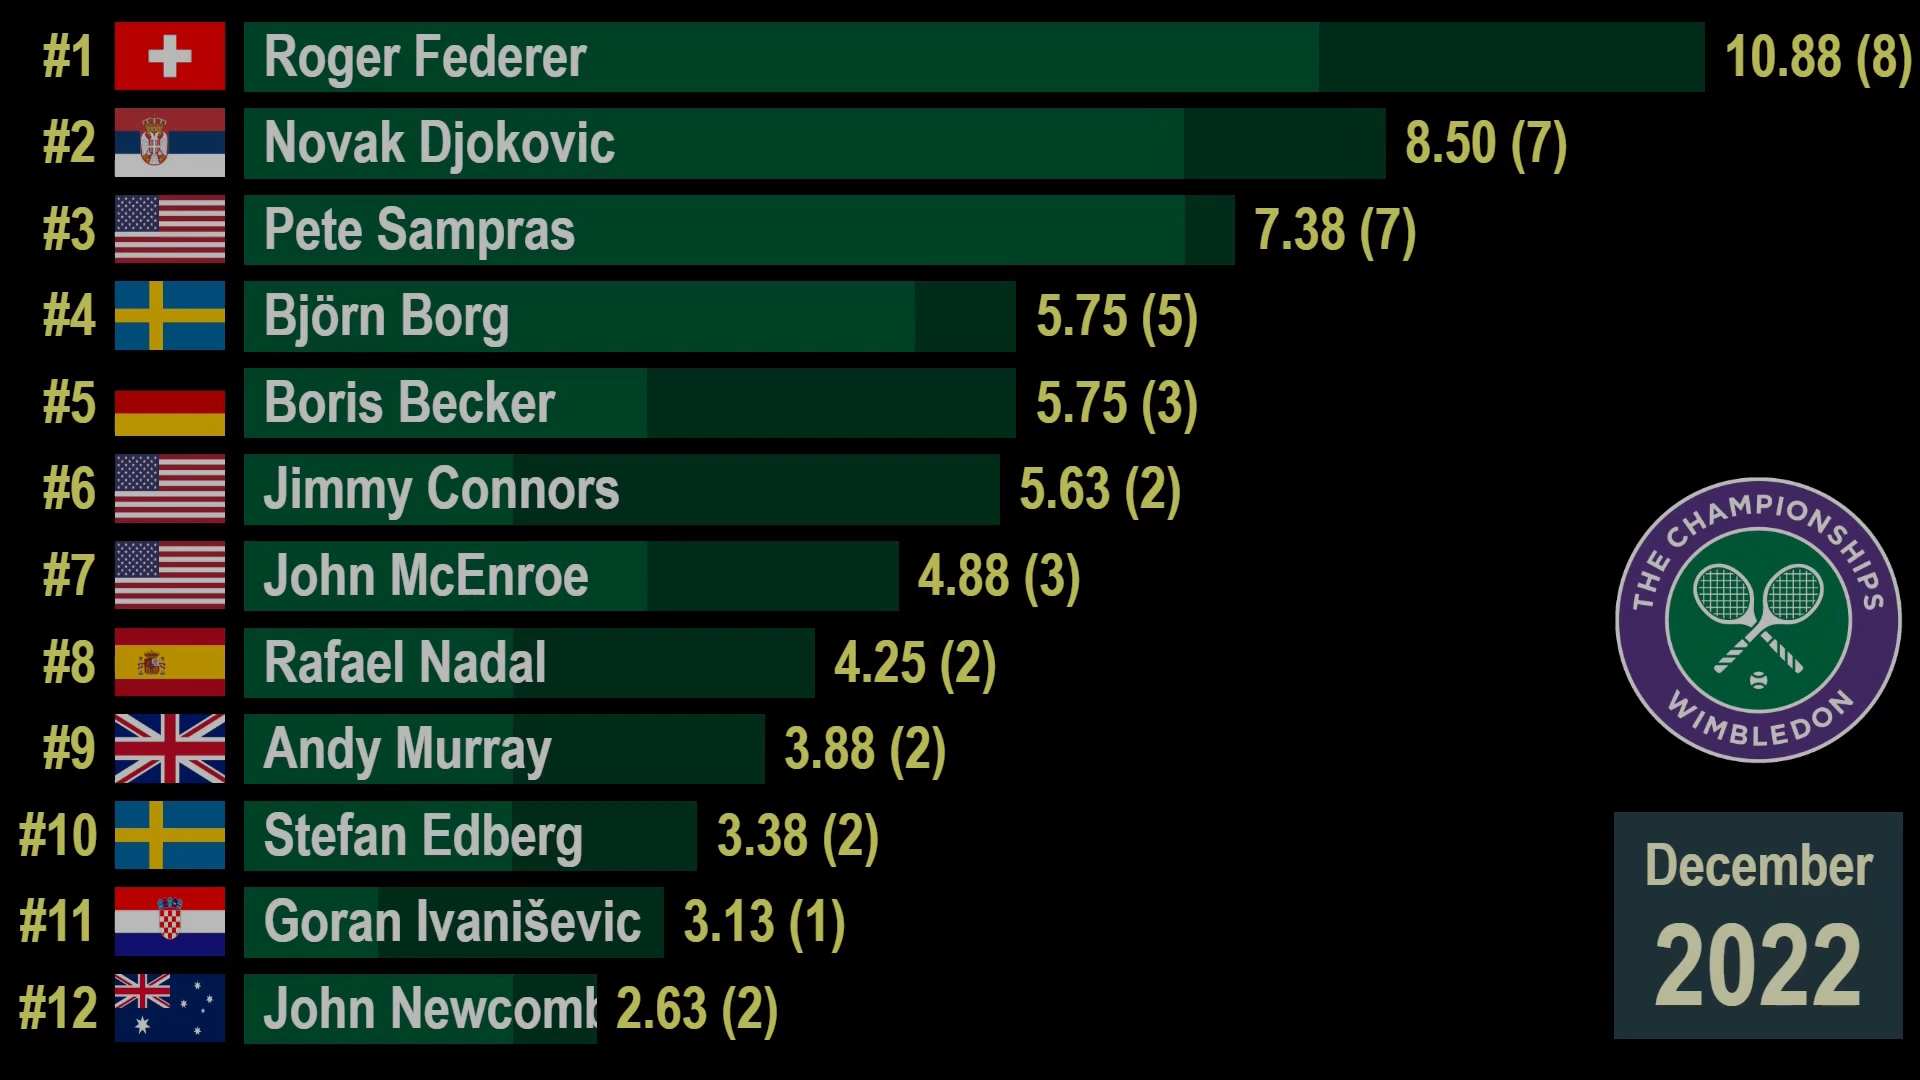 #1 Roger Federer 10.88 (8)
#2 Novak Djokovic 8.50 (7)
#3 Pete Sampras 7.38 (7)
#4 Björn Borg 5.75 (5)
#5 Boris Becker 5.75 (3)
#6 Jimmy Connors 5.63 (2)
#7 John McEnroe 4.88 (3)
#8 Rafael Nadal 4.25 (2)
#9 Andy Murray 3.88 (2)
#10 Stefan Edberg 3.38 (2)
#11 Goran Ivanišević 3.13 (1)
#12 John Newcomb 2.63 (2)
THE CHAMPIONSHIPS
WIMBLEDON
December
2022